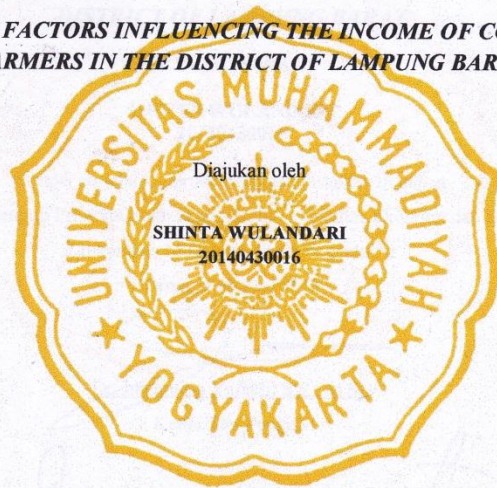 FACTORS INFLUENCING THE INCOME OF
IN THE DISTRICT OF LAMPUNG
UNIVERSITAS MUHAMMADIYAH
Diajukan oleh
SHINTA WULANDARI
20140430016
★ YOGYAKARTA ★